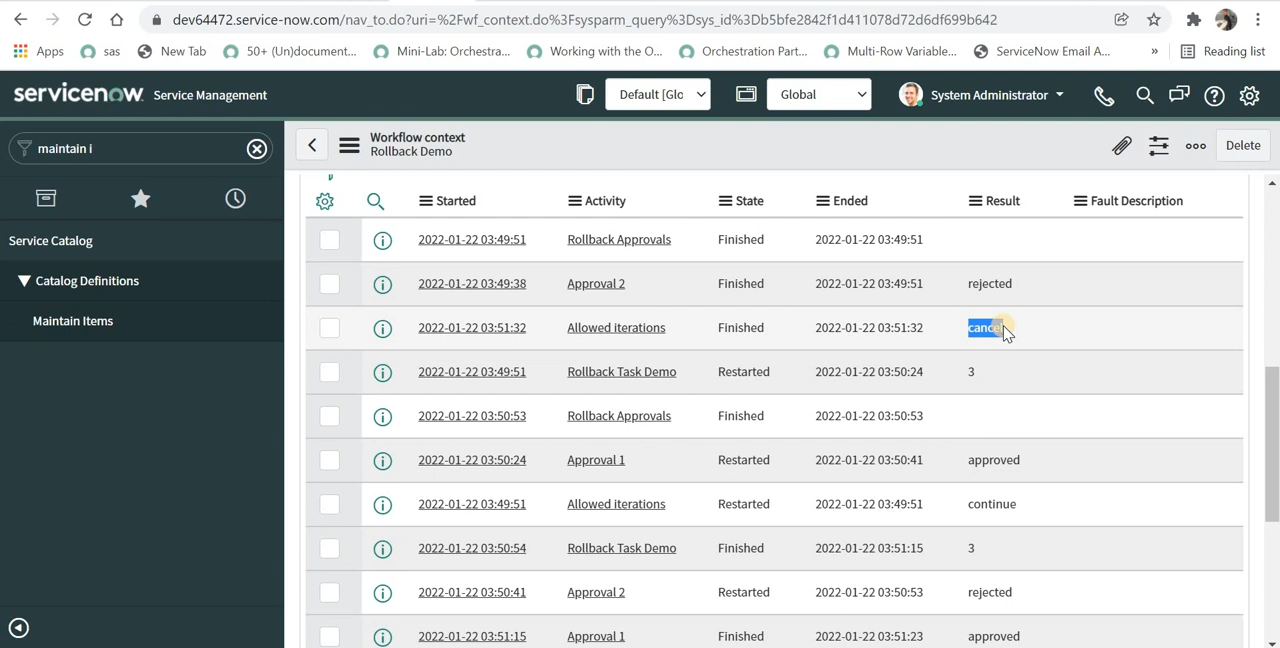 dev64472.service-now.com/nav_to.do?uri=%2Fwf_context.do%3Fsysparm_query%3Dsys_id%3Db5bfe2842f1d411078d72d6df699b642
Apps sas New Tab 50+ (Un)document... Mini-Lab: Orchestra... Working with the O... Orchestration Part... Multi-Row Variable... ServiceNow Email A... » Reading list
servicenow. Service Management Default [Glo Global System Administrator
maintain i
Workflow context
Rollback Demo
Delete
Service Catalog
Catalog Definitions
Maintain Items
Started Activity State Ended Result Fault Description
2022-01-22 03:49:51 Rollback Approvals Finished 2022-01-22 03:49:51
2022-01-22 03:49:38 Approval 2 Finished 2022-01-22 03:49:51 rejected
2022-01-22 03:51:32 Allowed iterations Finished 2022-01-22 03:51:32 cancel
2022-01-22 03:49:51 Rollback Task Demo Restarted 2022-01-22 03:50:24 3
2022-01-22 03:50:53 Rollback Approvals Finished 2022-01-22 03:50:53
2022-01-22 03:50:24 Approval 1 Restarted 2022-01-22 03:50:41 approved
2022-01-22 03:49:51 Allowed iterations Restarted 2022-01-22 03:49:51 continue
2022-01-22 03:50:54 Rollback Task Demo Finished 2022-01-22 03:51:15 3
2022-01-22 03:50:41 Approval 2 Restarted 2022-01-22 03:50:53 rejected
2022-01-22 03:51:15 Approval 1 Finished 2022-01-22 03:51:23 approved